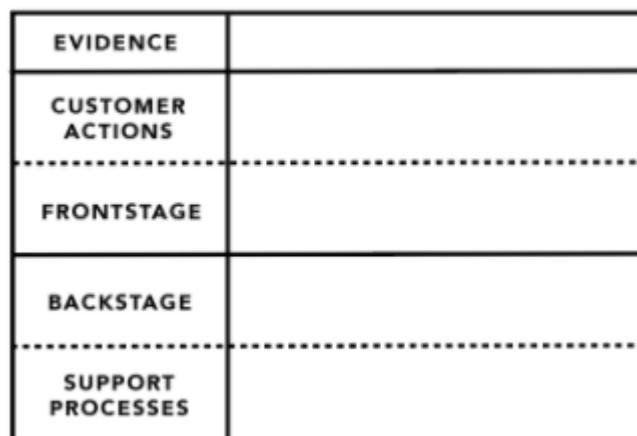 EVIDENCE
CUSTOMER
ACTIONS
FRONTSTAGE
BACKSTAGE
SUPPORT
PROCESSES